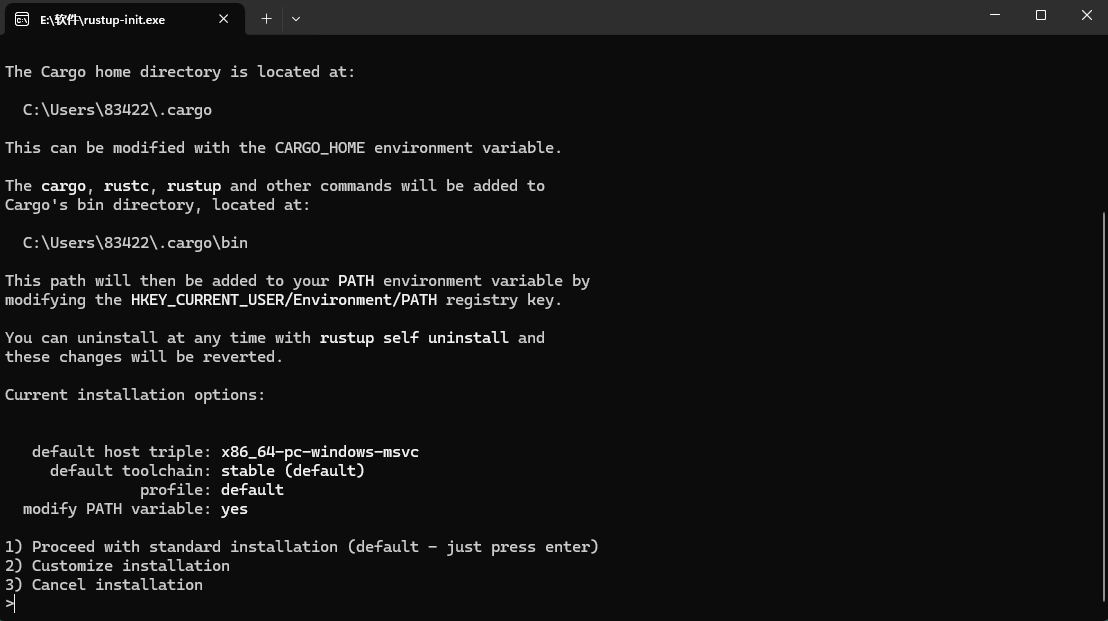 E:\软件\rustup-init.exe
The Cargo home directory is located at:
C:\Users\83422\.cargo
This can be modified with the CARGO_HOME environment variable.
The cargo, rustc, rustup and other commands will be added to
Cargo's bin directory, located at:
C:\Users\83422\.cargo\bin
This path will then be added to your PATH environment variable by
modifying the HKEY_CURRENT_USER/Environment/PATH registry key.
You can uninstall at any time with rustup self uninstall and
these changes will be reverted.
Current installation options:
default host triple: x86_64-pc-windows-msvc
default toolchain: stable (default)
profile: default
modify PATH variable: yes
1) Proceed with standard installation (default - just press enter)
2) Customize installation
3) Cancel installation
>